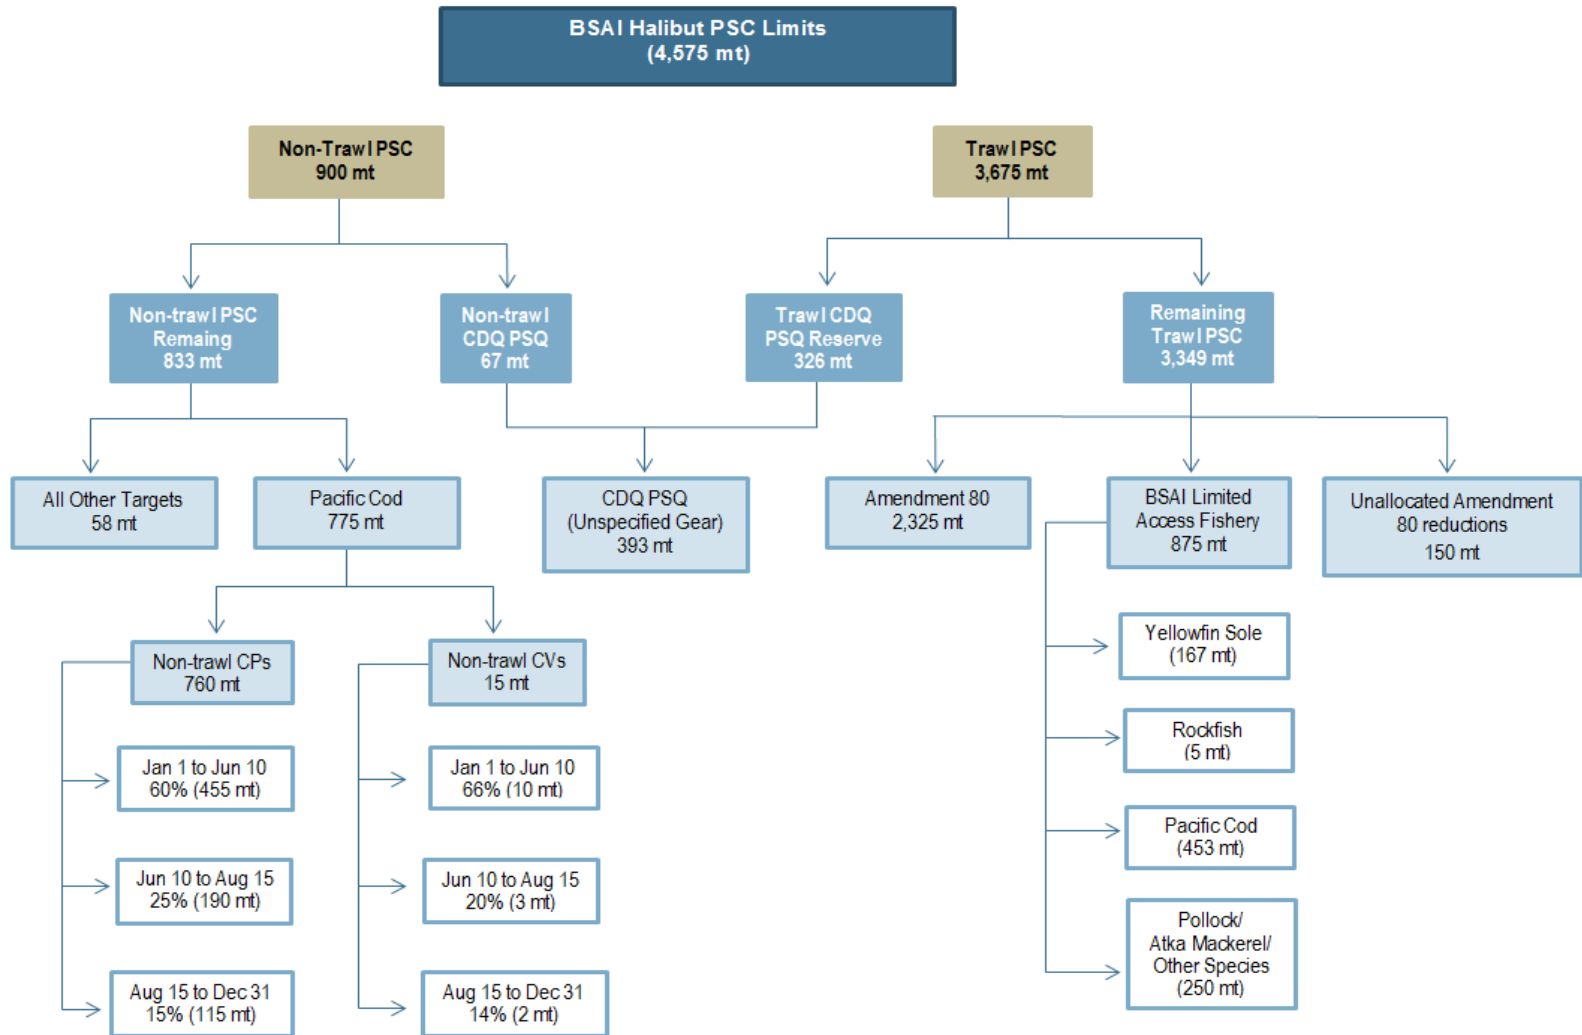 BSAI Halibut PSC Limits
(4,575 mt)
Non-Trawl PSC
900 mt
Trawl PSC
3,675 mt
Non-trawl PSC
Remaing
833 mt
Non-trawl
CDQ PSQ
67 mt
Trawl CDQ
PSQ Reserve
326 mt
Remaining
Trawl PSC
3,349 mt
All Other Targets
58 mt
Pacific Cod
775 mt
CDQ PSQ
(Unspecified Gear)
393 mt
Amendment 80
2,325 mt
BSAI Limited
Access Fishery
875 mt
Unallocated Amendment
80 reductions
150 mt
Non-trawl CPs
760 mt
Non-trawl CVs
15 mt
Yellowfin Sole
(167 mt)
Rockfish
(5 mt)
Pacific Cod
(453 mt)
Pollock/
Atka Mackerel/
Other Species
(250 mt)
Jan 1 to Jun 10
60% (455 mt)
Jan 1 to Jun 10
66% (10 mt)
Jun 10 to Aug 15
25% (190 mt)
Jun 10 to Aug 15
20% (3 mt)
Aug 15 to Dec 31
15% (115 mt)
Aug 15 to Dec 31
14% (2 mt)